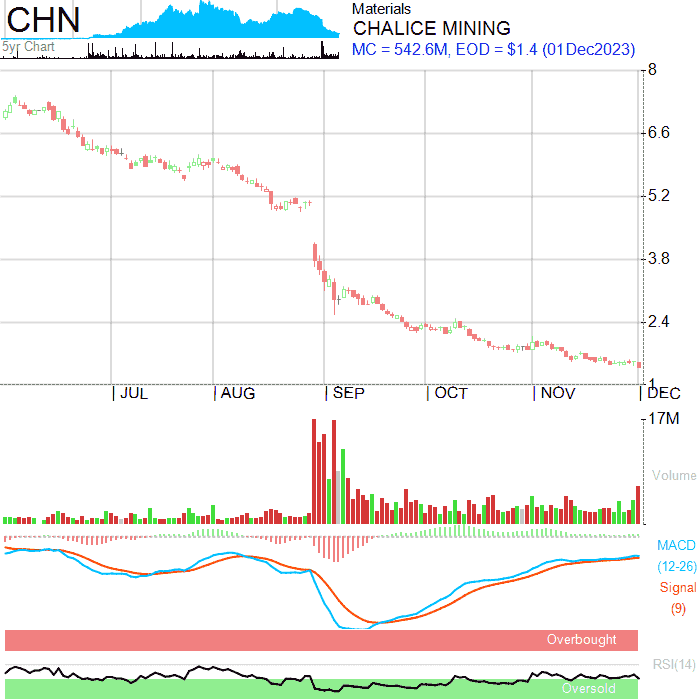 CHN
5yr Chart
Materials
CHALICE MINING
MC = 542.6M, EOD = $1.4 (01Dec2023)
8
6.6
5.2
3.8
2.4
1
JUL AUG SEP OCT NOV DEC
17M
Volume
MACD
(12-26)
Signal
(9)
Overbought
RSI(14)
Oversold